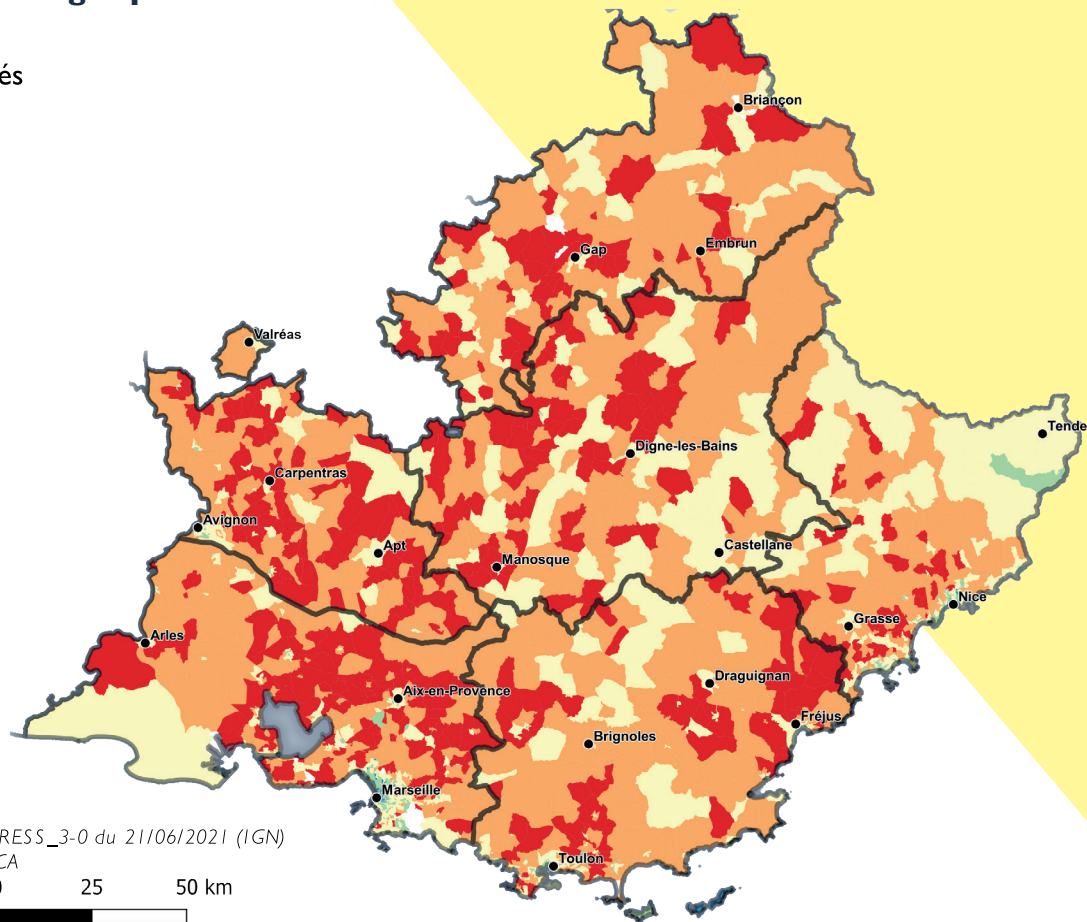 és
Briançon
Gap
Embrun
Valréas
Tende
Digne-les-Bains
Carpentras
Avignon
Castellane
Apt
Manosque
Nice
Grasse
Arles
Draguignan
Aix-en-Provence
Fréjus
Brignoles
Marseille
RESS_3-0 du 21/06/2021 (IGN)
CA
Toulon
0 25 50 km